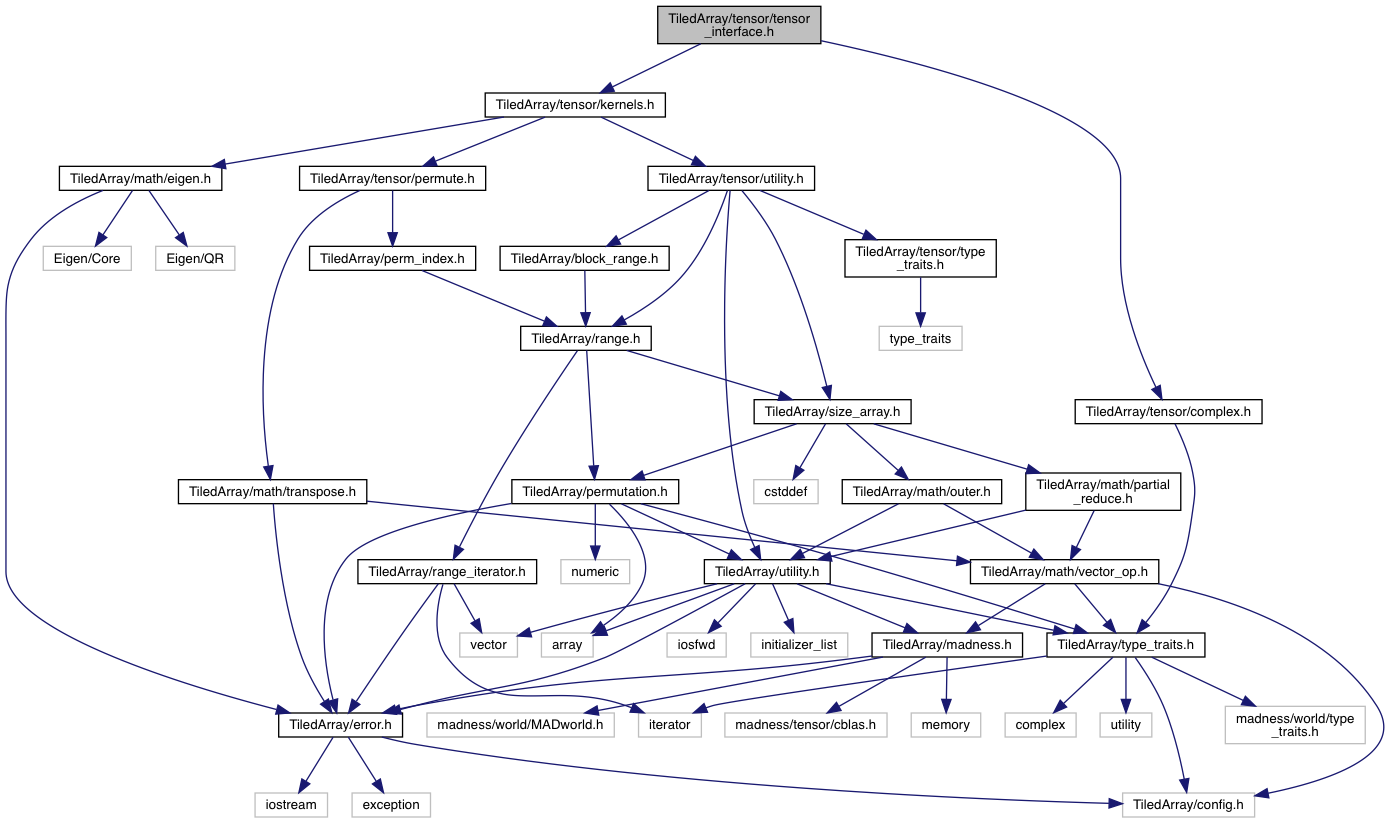 TiledArray/tensor/tensor
_interface.h
TiledArray/tensor/kernels.h
TiledArray/math/eigen.h
TiledArray/tensor/permute.h
TiledArray/tensor/utility.h
Eigen/Core
Eigen/QR
TiledArray/perm_index.h
TiledArray/block_range.h
TiledArray/tensor/type
_traits.h
TiledArray/range.h
type_traits
TiledArray/size_array.h
TiledArray/tensor/complex.h
TiledArray/math/transpose.h
TiledArray/permutation.h
cstddef
TiledArray/math/outer.h
TiledArray/math/partial
_reduce.h
TiledArray/range_iterator.h
numeric
TiledArray/utility.h
TiledArray/math/vector_op.h
vector
array
iosfwd
initializer_list
TiledArray/madness.h
TiledArray/type_traits.h
TiledArray/error.h
madness/world/MADworld.h
iterator
madness/tensor/cblas.h
memory
complex
utility
madness/world/type
_traits.h
iostream
exception
TiledArray/config.h